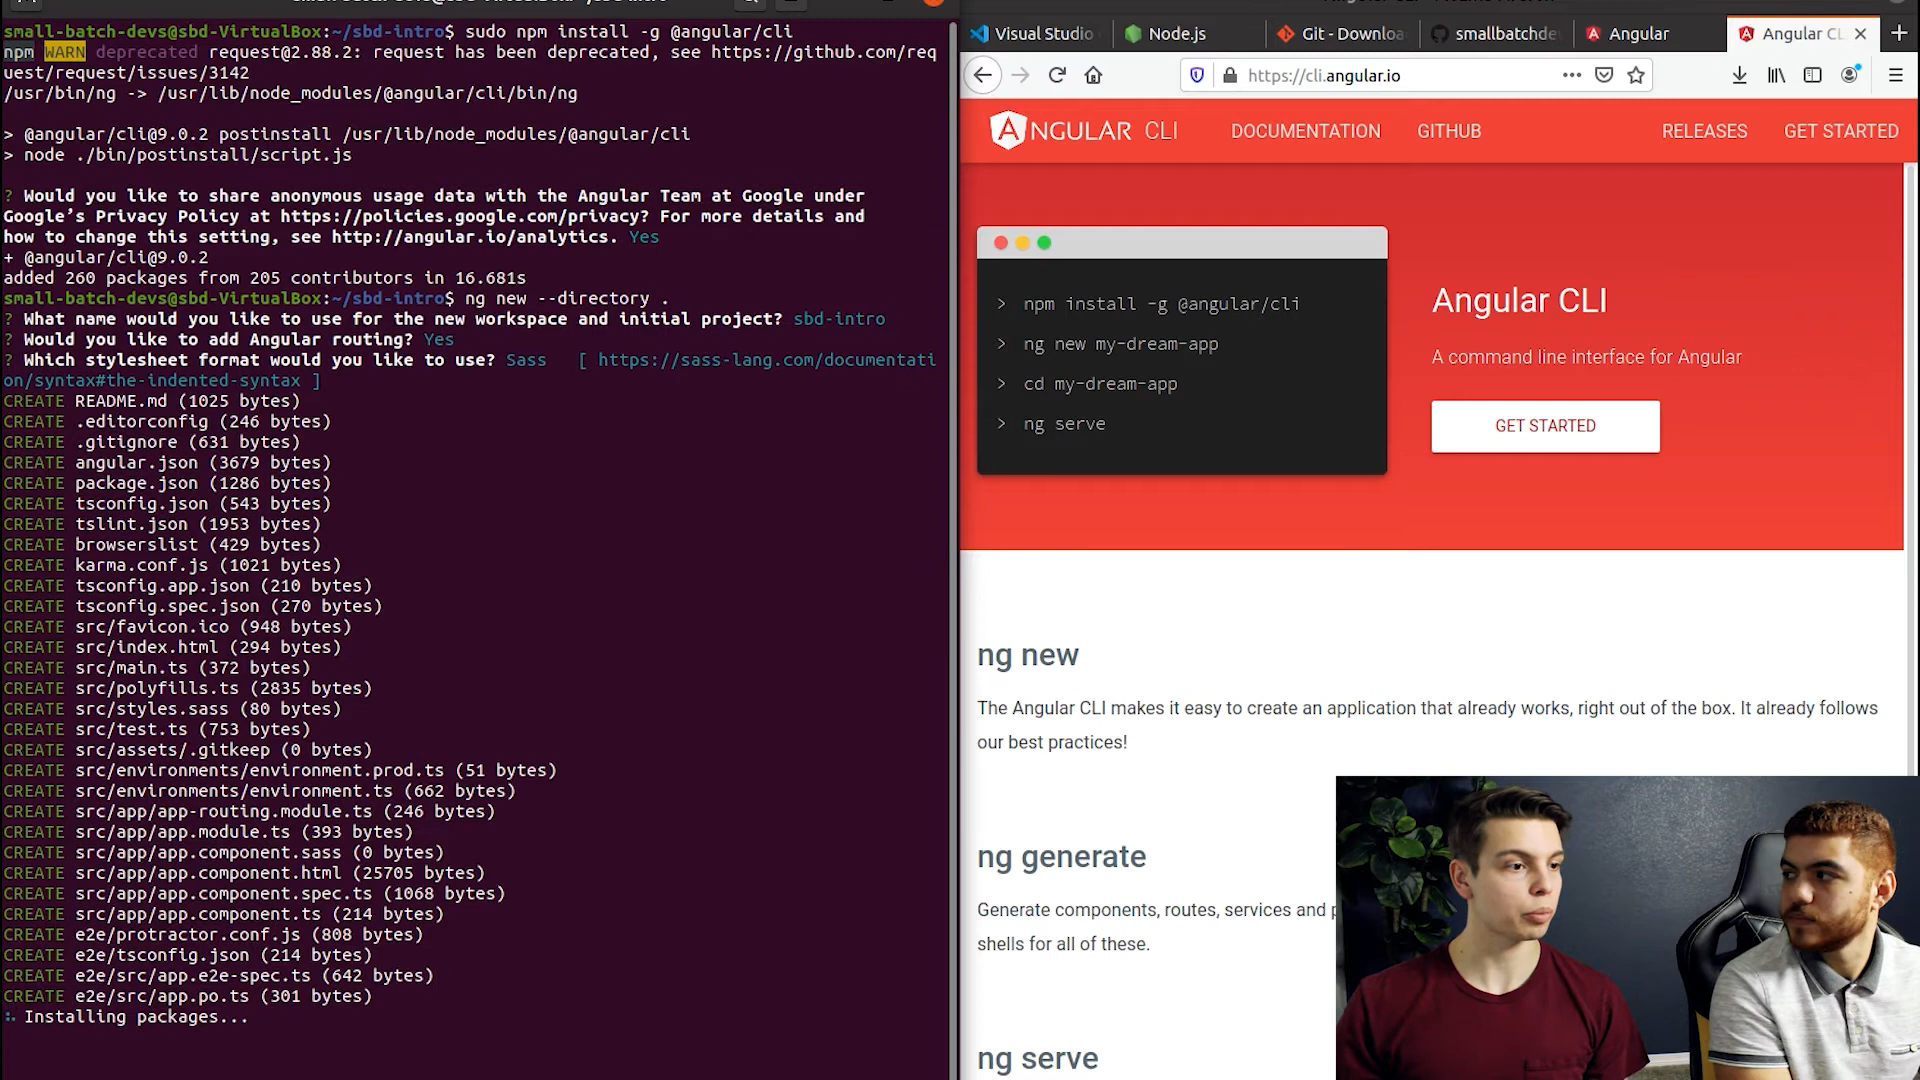 small-batch-devs@sbd-VirtualBox:~/sbd-intro$ sudo npm install -g @angular/cli
npm WARN deprecated request@2.88.2: request has been deprecated, see https://github.com/req
uest/request/issues/3142
/usr/bin/ng -> /usr/lib/node_modules/@angular/cli/bin/ng
> @angular/cli@9.0.2 postinstall /usr/lib/node_modules/@angular/cli
> node ./bin/postinstall/script.js
? Would you like to share anonymous usage data with the Angular Team at Google under
Google’s Privacy Policy at https://policies.google.com/privacy? For more details and
how to change this setting, see http://angular.io/analytics. Yes
+ @angular/cli@9.0.2
added 260 packages from 205 contributors in 16.681s
small-batch-devs@sbd-VirtualBox:~/sbd-intro$ ng new --directory .
? What name would you like to use for the new workspace and initial project? sbd-intro
? Would you like to add Angular routing? Yes
? Which stylesheet format would you like to use? Sass   [ https://sass-lang.com/documentati
on/syntax#the-indented-syntax ]
CREATE README.md (1025 bytes)
CREATE .editorconfig (246 bytes)
CREATE .gitignore (631 bytes)
CREATE angular.json (3679 bytes)
CREATE package.json (1286 bytes)
CREATE tsconfig.json (543 bytes)
CREATE tslint.json (1953 bytes)
CREATE browserslist (429 bytes)
CREATE karma.conf.js (1021 bytes)
CREATE tsconfig.app.json (210 bytes)
CREATE tsconfig.spec.json (270 bytes)
CREATE src/favicon.ico (948 bytes)
CREATE src/index.html (294 bytes)
CREATE src/main.ts (372 bytes)
CREATE src/polyfills.ts (2835 bytes)
CREATE src/styles.sass (80 bytes)
CREATE src/test.ts (753 bytes)
CREATE src/assets/.gitkeep (0 bytes)
CREATE src/environments/environment.prod.ts (51 bytes)
CREATE src/environments/environment.ts (662 bytes)
CREATE src/app/app-routing.module.ts (246 bytes)
CREATE src/app/app.module.ts (393 bytes)
CREATE src/app/app.component.sass (0 bytes)
CREATE src/app/app.component.html (25705 bytes)
CREATE src/app/app.component.spec.ts (1068 bytes)
CREATE src/app/app.component.ts (214 bytes)
CREATE e2e/protractor.conf.js (808 bytes)
CREATE e2e/tsconfig.json (214 bytes)
CREATE e2e/src/app.e2e-spec.ts (642 bytes)
CREATE e2e/src/app.po.ts (301 bytes)
Installing packages...
Visual Studio
Node.js
Git - Downloa
smallbatchde
Angular
Angular CL
https://cli.angular.io
ANGULAR CLI
DOCUMENTATION
GITHUB
RELEASES
GET STARTED
> npm install -g @angular/cli
> ng new my-dream-app
> cd my-dream-app
> ng serve
Angular CLI
A command line interface for Angular
GET STARTED
ng new
The Angular CLI makes it easy to create an application that already works, right out of the box. It already follows
our best practices!
ng generate
Generate components, routes, services and p
shells for all of these.
ng serve